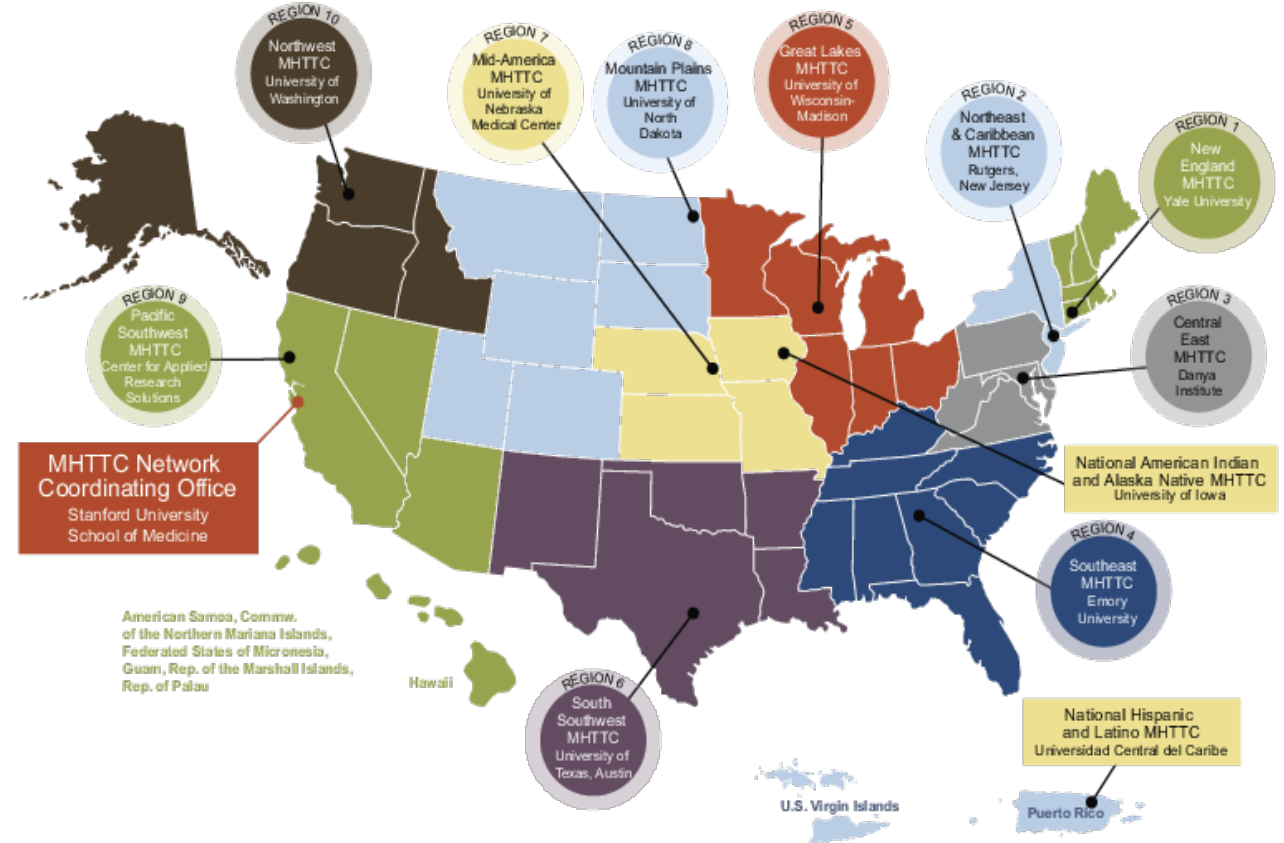 REGION 10
Northwest
MHTTC
University of
Washington
REGION 7
Mid-America
MHTTC
University of
Nebraska
Medical Center
REGION 8
Mountain Plains
MHTTC
University of
North
Dakota
REGION 5
Great Lakes
MHTTC
University of
Wisconsin-
Madison
REGION 2
Northeast
& Caribbean
MHTTC
Rutgers,
New Jersey
REGION 1
New
England
MHTTC
Yale University
REGION 9
Pacific
Southwest
MHTTC
Center for Applied
Research
Solutions
REGION 3
Central
East
MHTTC
Danya
Institute
MHTTC Network
Coordinating Office
Stanford University
School of Medicine
National American Indian
and Alaska Native MHTTC
University of Iowa
REGION 4
Southeast
MHTTC
Emory
University
American Samoa, Commw.
of the Northern Mariana Islands,
Federated States of Micronesia,
Guam, Rep. of the Marshall Islands,
Rep. of Palau
Hawaii
REGION 6
South
Southwest
MHTTC
University of
Texas, Austin
National Hispanic
and Latino MHTTC
Universidad Central del Caribe
U.S. Virgin Islands
Puerto Rico